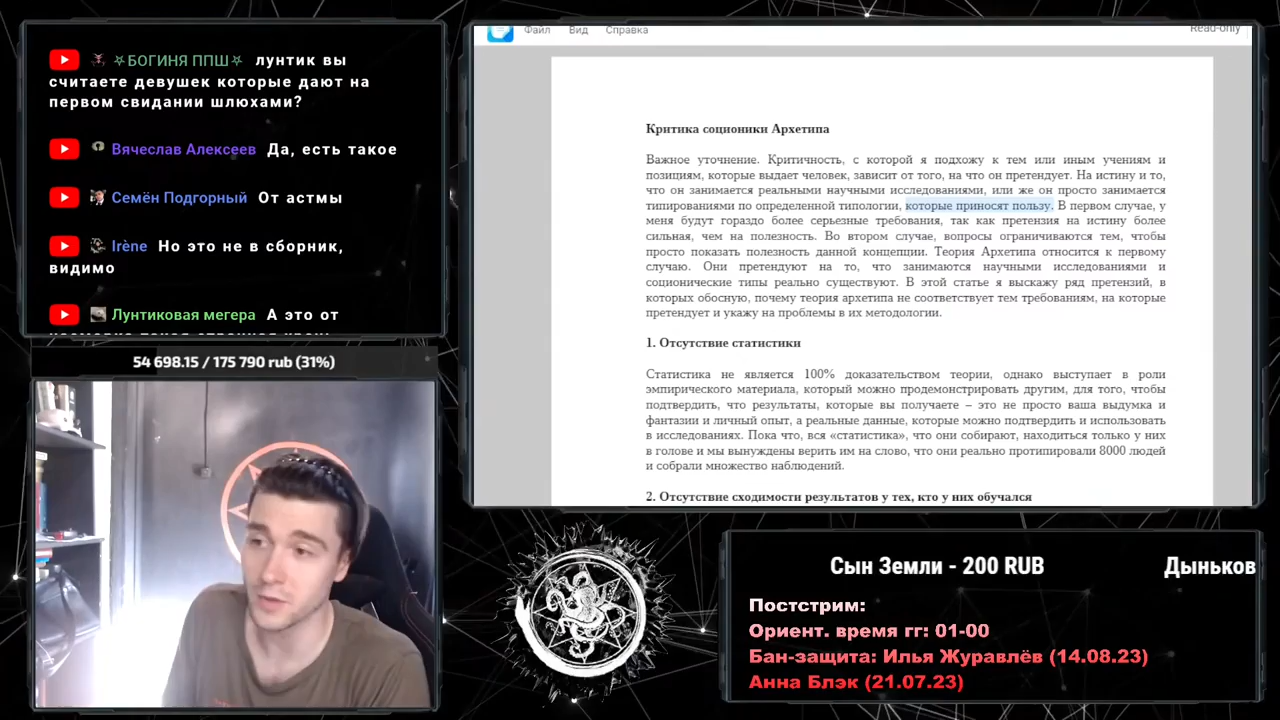 ✶БОГИНЯ ППШ✶ лунтик вы
считаете девушек которые дают на
первом свидании шлюхами?
Вячеслав Алексеев Да, есть такое
Семён Подгорный От астмы
Irène Но это не в сборник,
видимо
Лунтиковая мегера А это от
54 698.15 / 175 790 rub (31%)
Файл Вид Справка
Read-only
Критика соционики Архетипа
Важное уточнение. Критичность, с которой я подхожу к тем или иным учениям и
позициям, которые выдает человек, зависит от того, на что он претендует. На истину и то,
что он занимается реальными научными исследованиями, или же он просто занимается
типированиями по определенной типологии, которые приносят пользу. В первом случае, у
меня будут гораздо более серьезные требования, так как претензия на истину более
сильная, чем на полезность. Во втором случае, вопросы ограничиваются тем, чтобы
просто показать полезность данной концепции. Теория Архетипа относится к первому
случаю. Они претендуют на то, что занимаются научными исследованиями и
соционические типы реально существуют. В этой статье я выскажу ряд претензий, в
которых обосную, почему теория архетипа не соответствует тем требованиям, на которые
претендует и укажу на проблемы в их методологии.
1. Отсутствие статистики
Статистика не является 100% доказательством теории, однако выступает в роли
эмпирического материала, который можно продемонстрировать другим, для того, чтобы
подтвердить, что результаты, которые вы получаете – это не просто ваша выдумка и
фантазии и личный опыт, а реальные данные, которые можно подтвердить и использовать
в исследованиях. Пока что, вся «статистика», что они собирают, находиться только у них
в голове и мы вынуждены верить им на слово, что они реально протипировали 8000 людей
и собрали множество наблюдений.
2. Отсутствие сходимости результатов у тех, кто у них обучался
Сын Земли - 200 RUB Дыньков
Постстрим:
Ориент. время гг: 01-00
Бан-защита: Илья Журавлёв (14.08.23)
Анна Блэк (21.07.23)